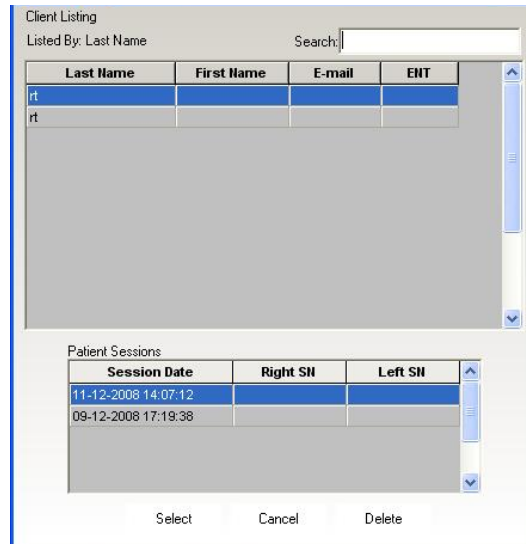 Client Listing
Listed By: Last Name Search:
Last Name First Name E-mail ENT
rt
rt
Patient Sessions
Session Date Right SN Left SN
11-12-2008 14:07:12
09-12-2008 17:19:38
Select Cancel Delete